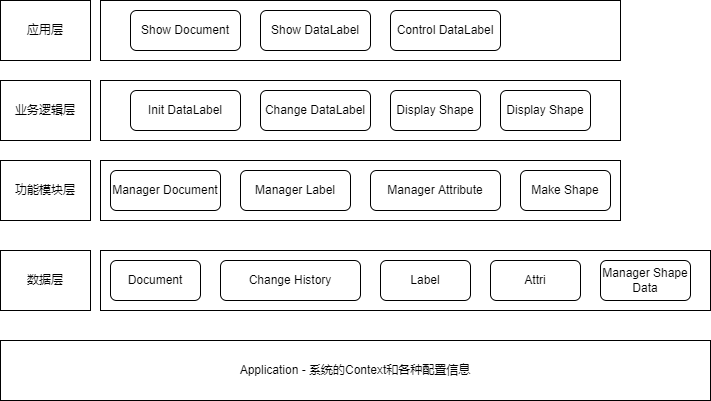 应用层
Show Document
Show DataLabel
Control DataLabel
业务逻辑层
Init DataLabel
Change DataLabel
Display Shape
Display Shape
功能模块层
Manager Document
Manager Label
Manager Attribute
Make Shape
数据层
Document
Change History
Label
Attri
Manager Shape
Data
Application - 系统的Context和各种配置信息